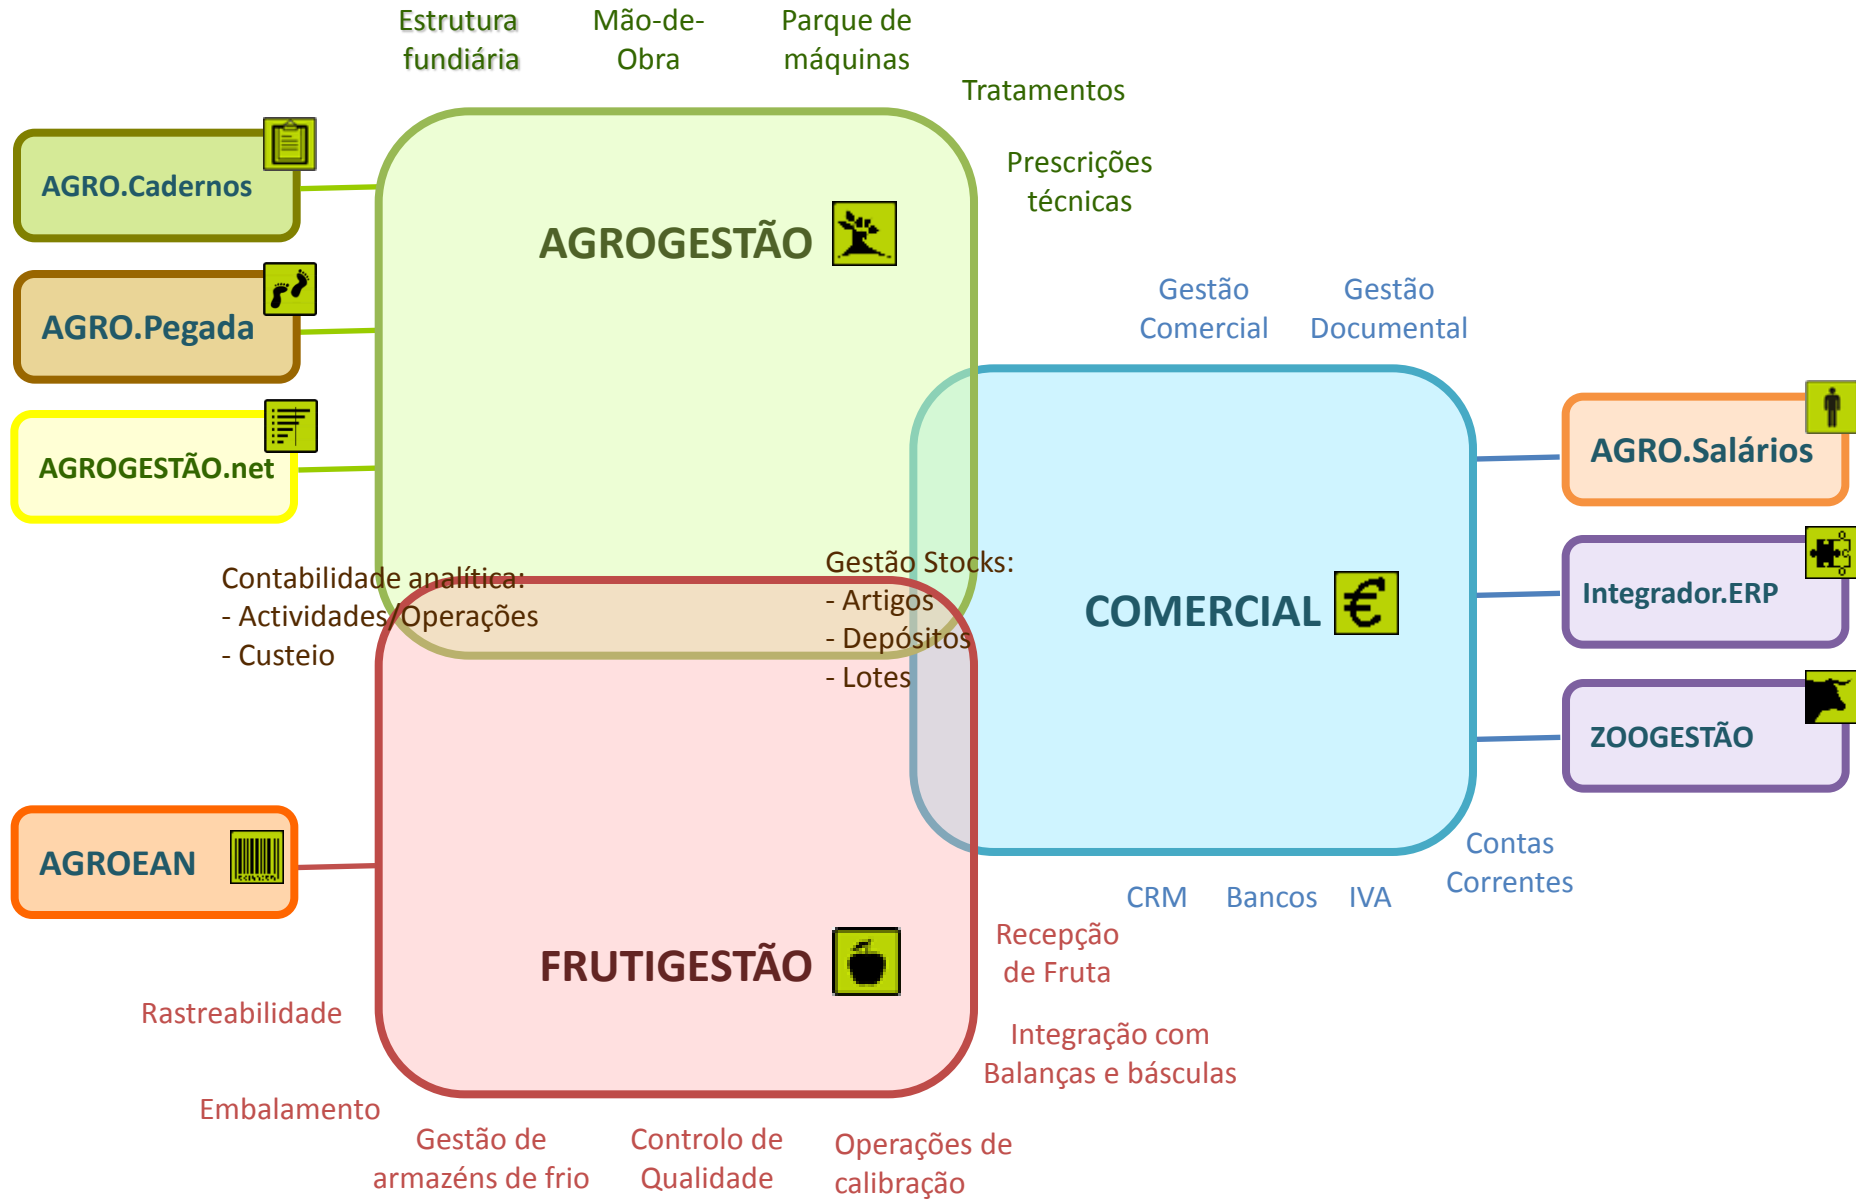 Estrutura
fundiária
Mão-de-
Obra
Parque de
máquinas
Tratamentos
Prescrições
técnicas
AGRO.Cadernos
AGROGESTÃO
AGRO.Pegada
AGROGESTÃO.net
Gestão
Comercial
Gestão
Documental
AGRO.Salários
Contabilidade analítica:
- Actividades/Operações
- Custeio
Gestão Stocks:
- Artigos
- Depósitos
- Lotes
COMERCIAL
Integrador.ERP
ZOOGESTÃO
AGROEAN
Contas
Correntes
CRM
Bancos
IVA
FRUTIGESTÃO
Recepção
de Fruta
Rastreabilidade
Integração com
Balanças e básculas
Embalamento
Gestão de
armazéns de frio
Controlo de
Qualidade
Operações de
calibração